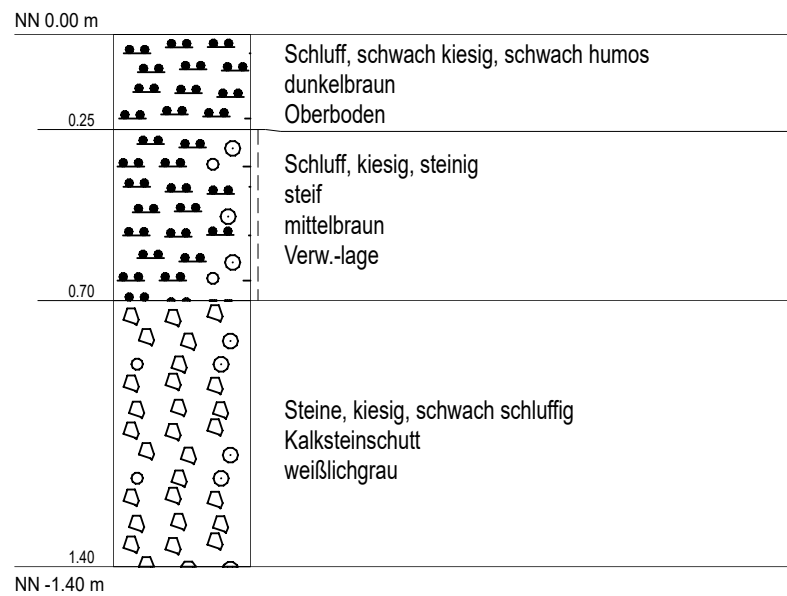 NN 0.00 m
Schluff, schwach kiesig, schwach humos
dunkelbraun
Oberboden
0.25
Schluff, kiesig, steinig
steif
mittelbraun
Verw.-lage
0.70
Steine, kiesig, schwach schluffig
Kalksteinschutt
weißlichgrau
1.40
NN -1.40 m